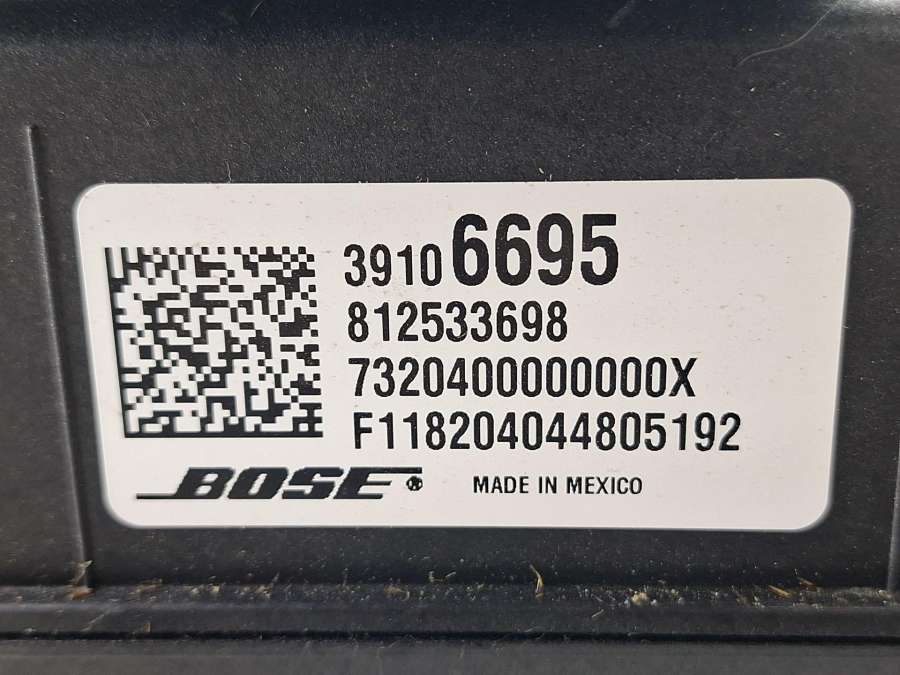 39106695
812533698
7320400000000X
F118204044805192
BOSE®
MADE IN MEXICO